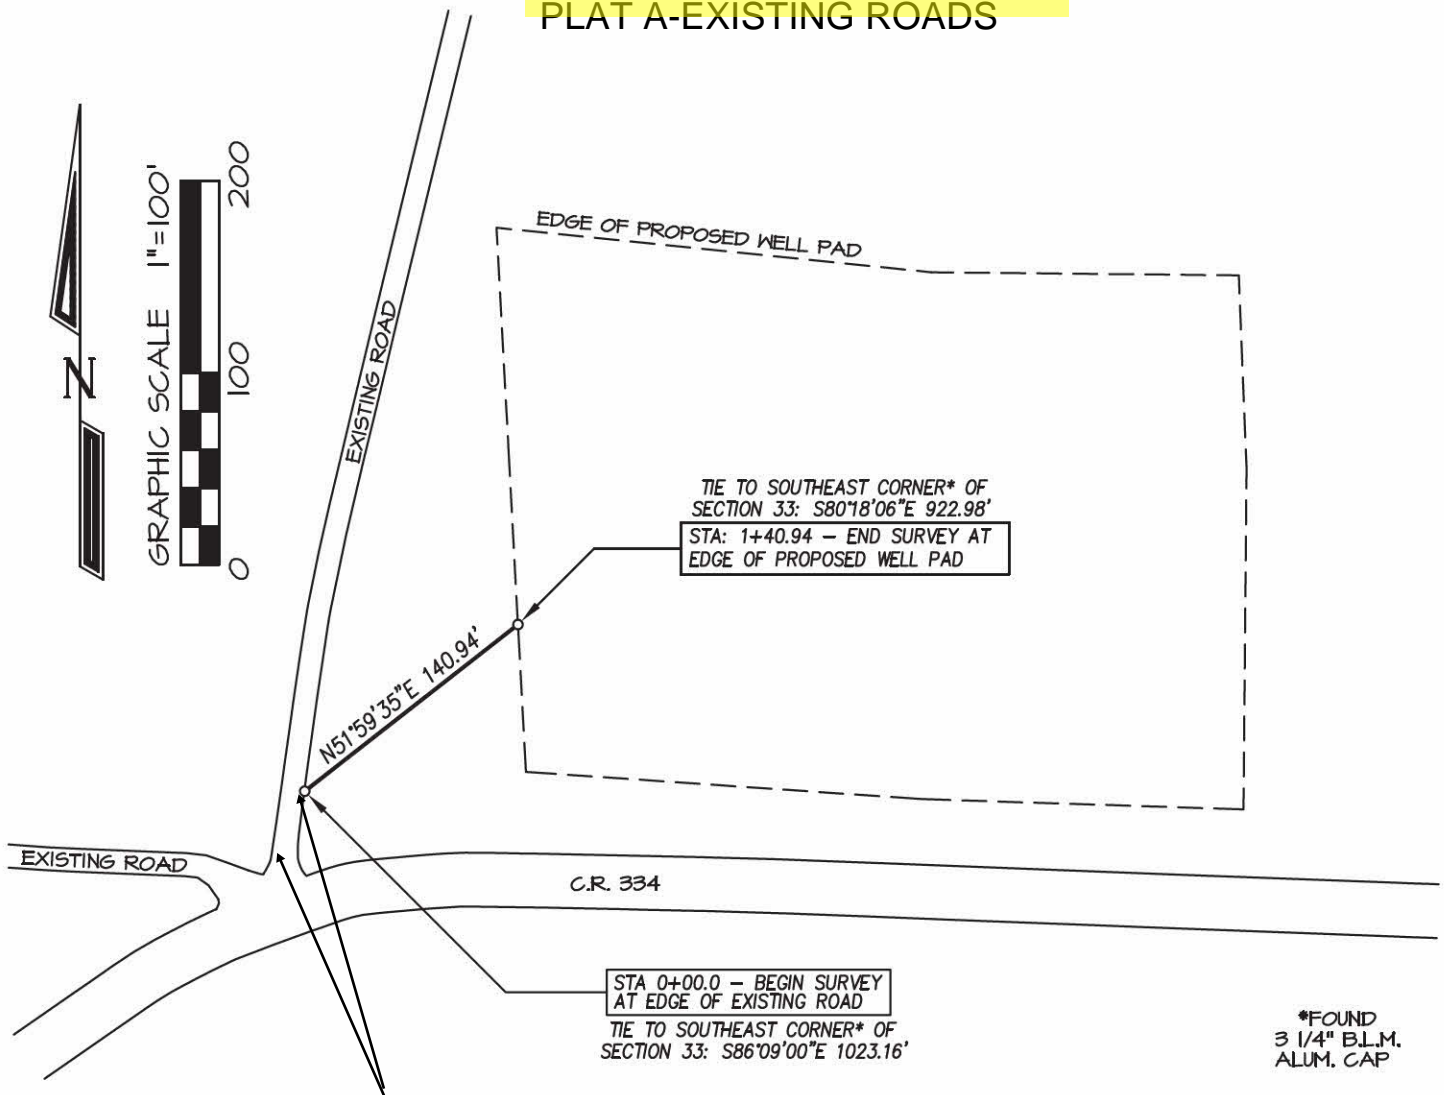 PLAT A-EXISTING ROADS
N
GRAPHIC SCALE 1"=100'
200
100
0
EXISTING ROAD
EDGE OF PROPOSED WELL PAD
TIE TO SOUTHEAST CORNER* OF
SECTION 33: S80°18'06"E 922.98'
STA: 1+40.94 – END SURVEY AT
EDGE OF PROPOSED WELL PAD
N51°59'35"E 140.94'
EXISTING ROAD
C.R. 334
STA 0+00.0 – BEGIN SURVEY
AT EDGE OF EXISTING ROAD
TIE TO SOUTHEAST CORNER* OF
SECTION 33: S86°09'00"E 1023.16'
*FOUND
3 1/4" B.L.M.
ALUM. CAP